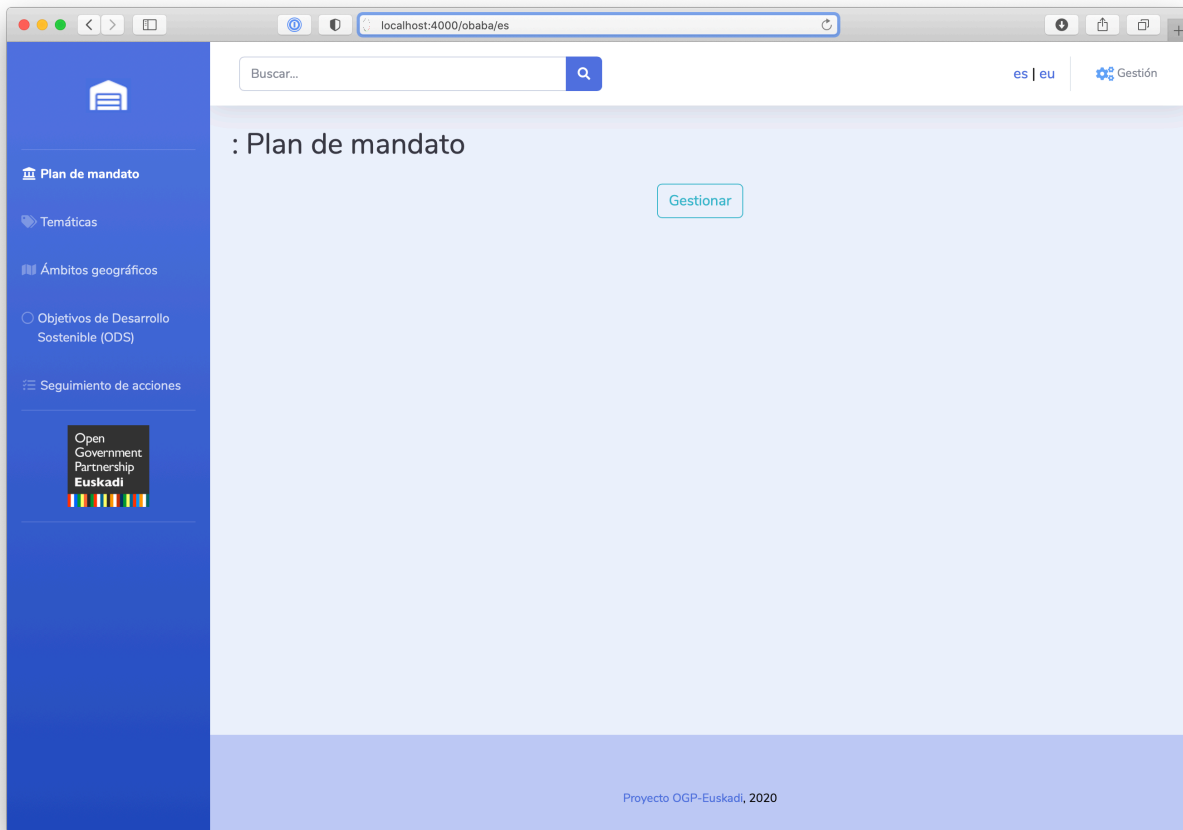 localhost:4000/obaba/es
Buscar...
es | eu
Gestión
Plan de mandato
Temáticas
Ámbitos geográficos
Objetivos de Desarrollo
Sostenible (ODS)
Seguimiento de acciones
Open
Government
Partnership
Euskadi
: Plan de mandato
Gestionar
Proyecto OGP-Euskadi, 2020